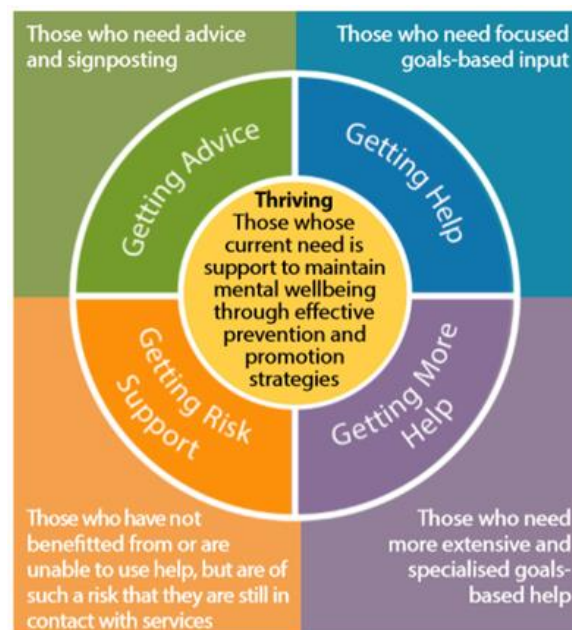 Those who need advice
and signposting
Those who need focused
goals-based input
Getting Advice
Getting Help
Thriving
Those whose
current need is
support to maintain
mental wellbeing
through effective
prevention and
promotion
strategies
Getting Risk
Support
Getting More
Help
Those who have not
benefitted from or are
unable to use help, but are of
such a risk that they are still in
contact with services
Those who need
more extensive and
specialised goals-
based help